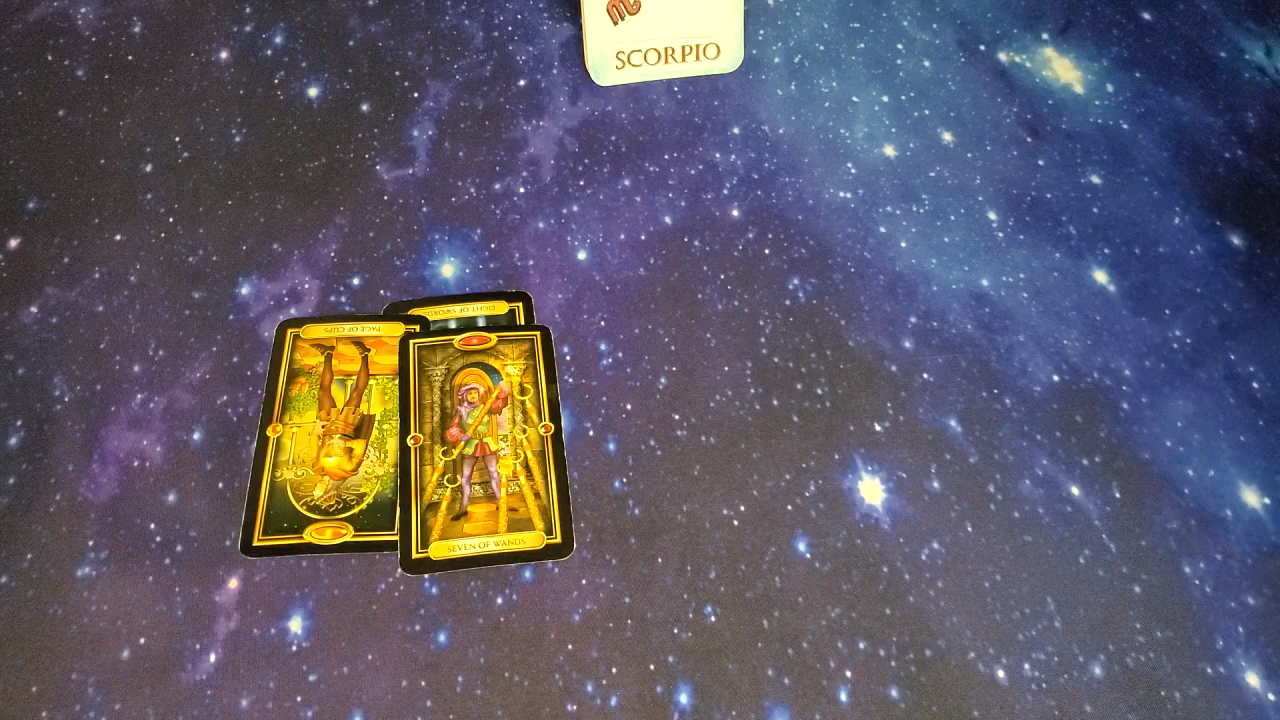 SCORPIO
EIGHT OF SWORDS
PAGE OF CUPS
SEVEN OF WANDS